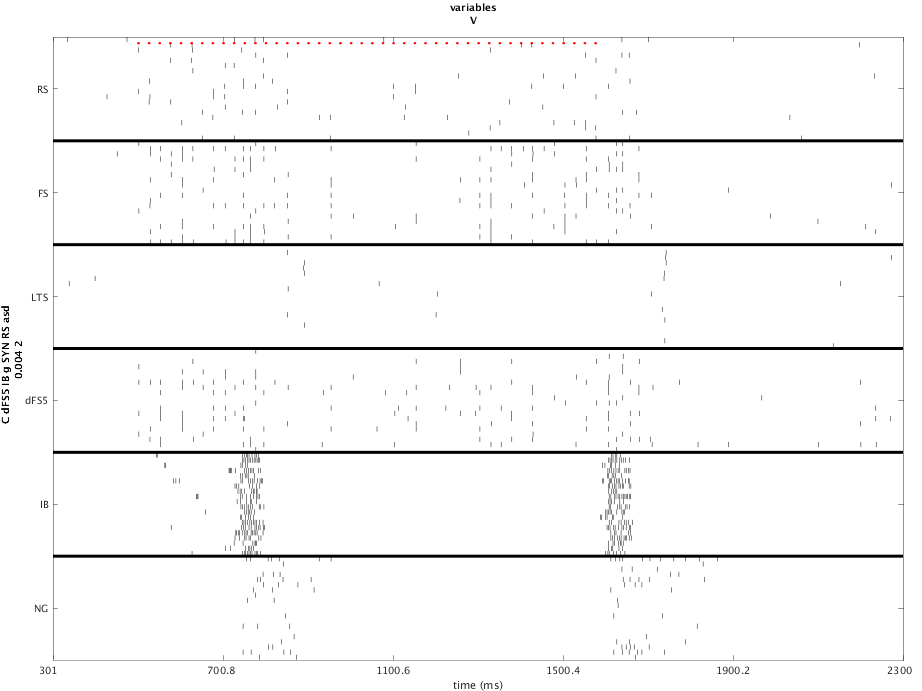 variables
V
C dFS5 IB g SYN RS asd
0.004 2
RS
FS
LTS
dFS5
IB
NG
301
700.8
1100.6
1500.4
1900.2
2300
time (ms)